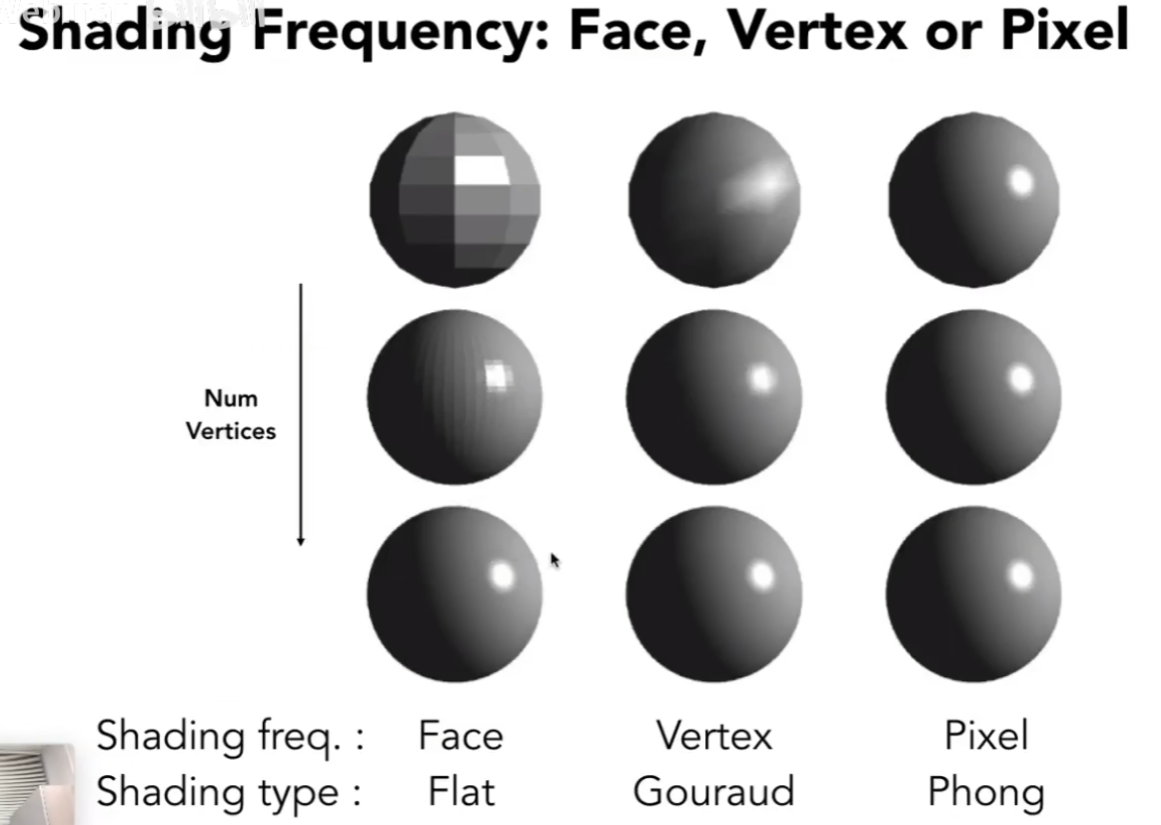 Shading Frequency: Face, Vertex or Pixel
Num
Vertices
Shading freq. : Face Vertex Pixel
Shading type : Flat Gouraud Phong